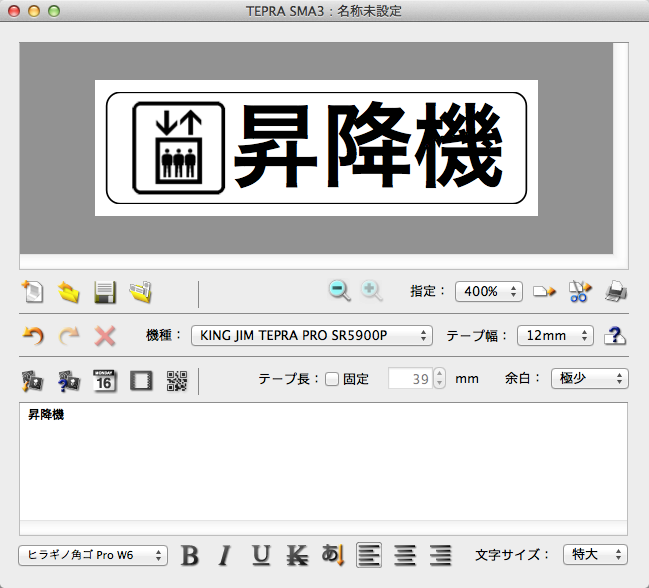 TEPRA SMA3：名称未設定
昇降機
指定： 400%
機種： KING JIM TEPRA PRO SR5900P テープ幅： 12mm
MONDAY 16
テープ長： 固定 39 mm 余白： 極少
昇降機
ヒラギノ角ゴ Pro W6 B I U K あ 文字サイズ： 特大